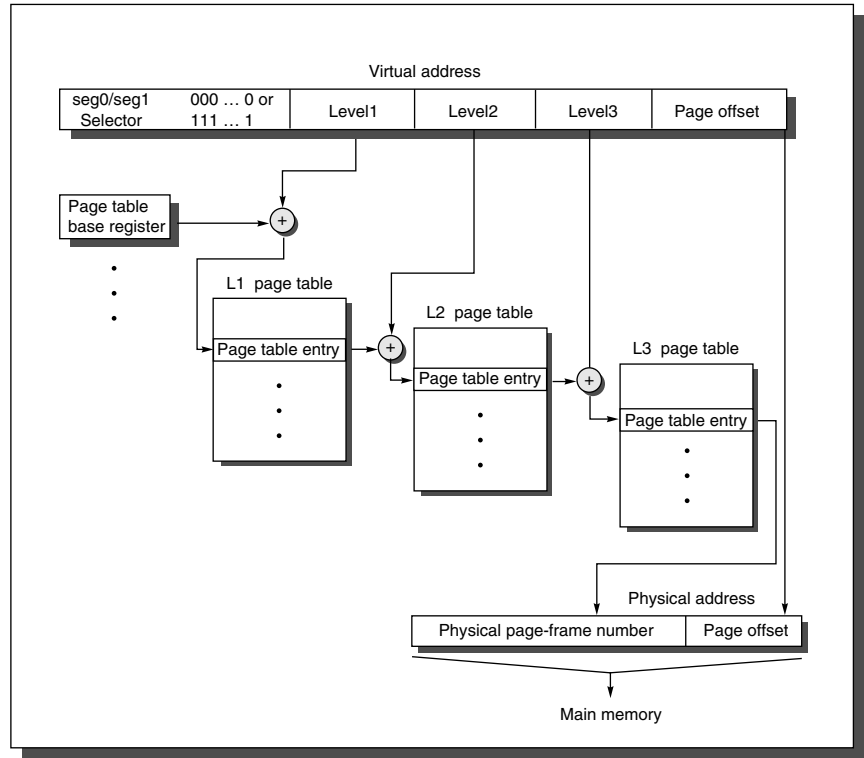 Virtual address
seg0/seg1 000 … 0 or
Selector 111 … 1
Level1
Level2
Level3
Page offset
Page table
base register
+
L1 page table
Page table entry
+
L2 page table
Page table entry
+
L3 page table
Page table entry
Physical address
Physical page-frame number
Page offset
Main memory